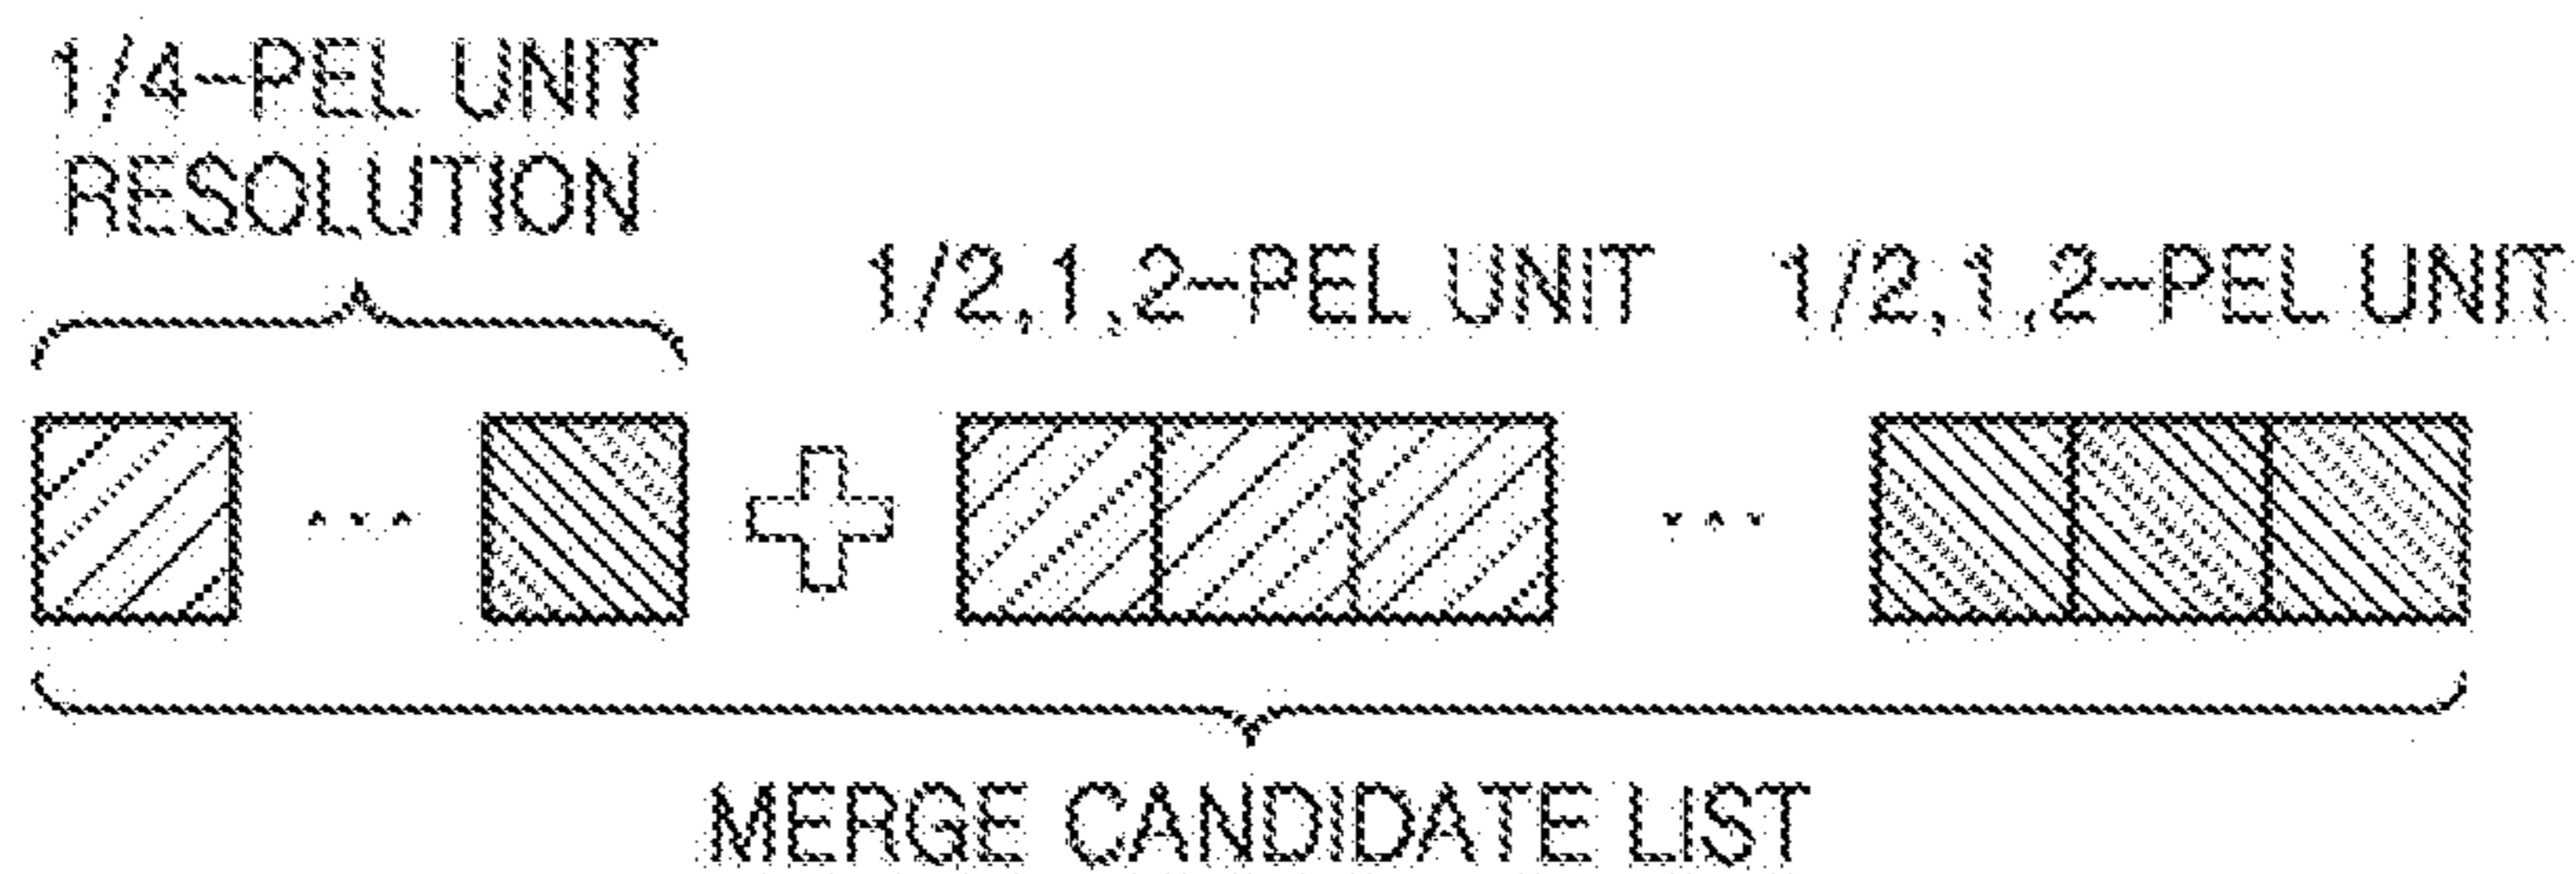 1/4-PEL UNIT
RESOLUTION
1/2,1,2-PEL UNIT
1/2,1,2-PEL UNIT
MERGE CANDIDATE LIST